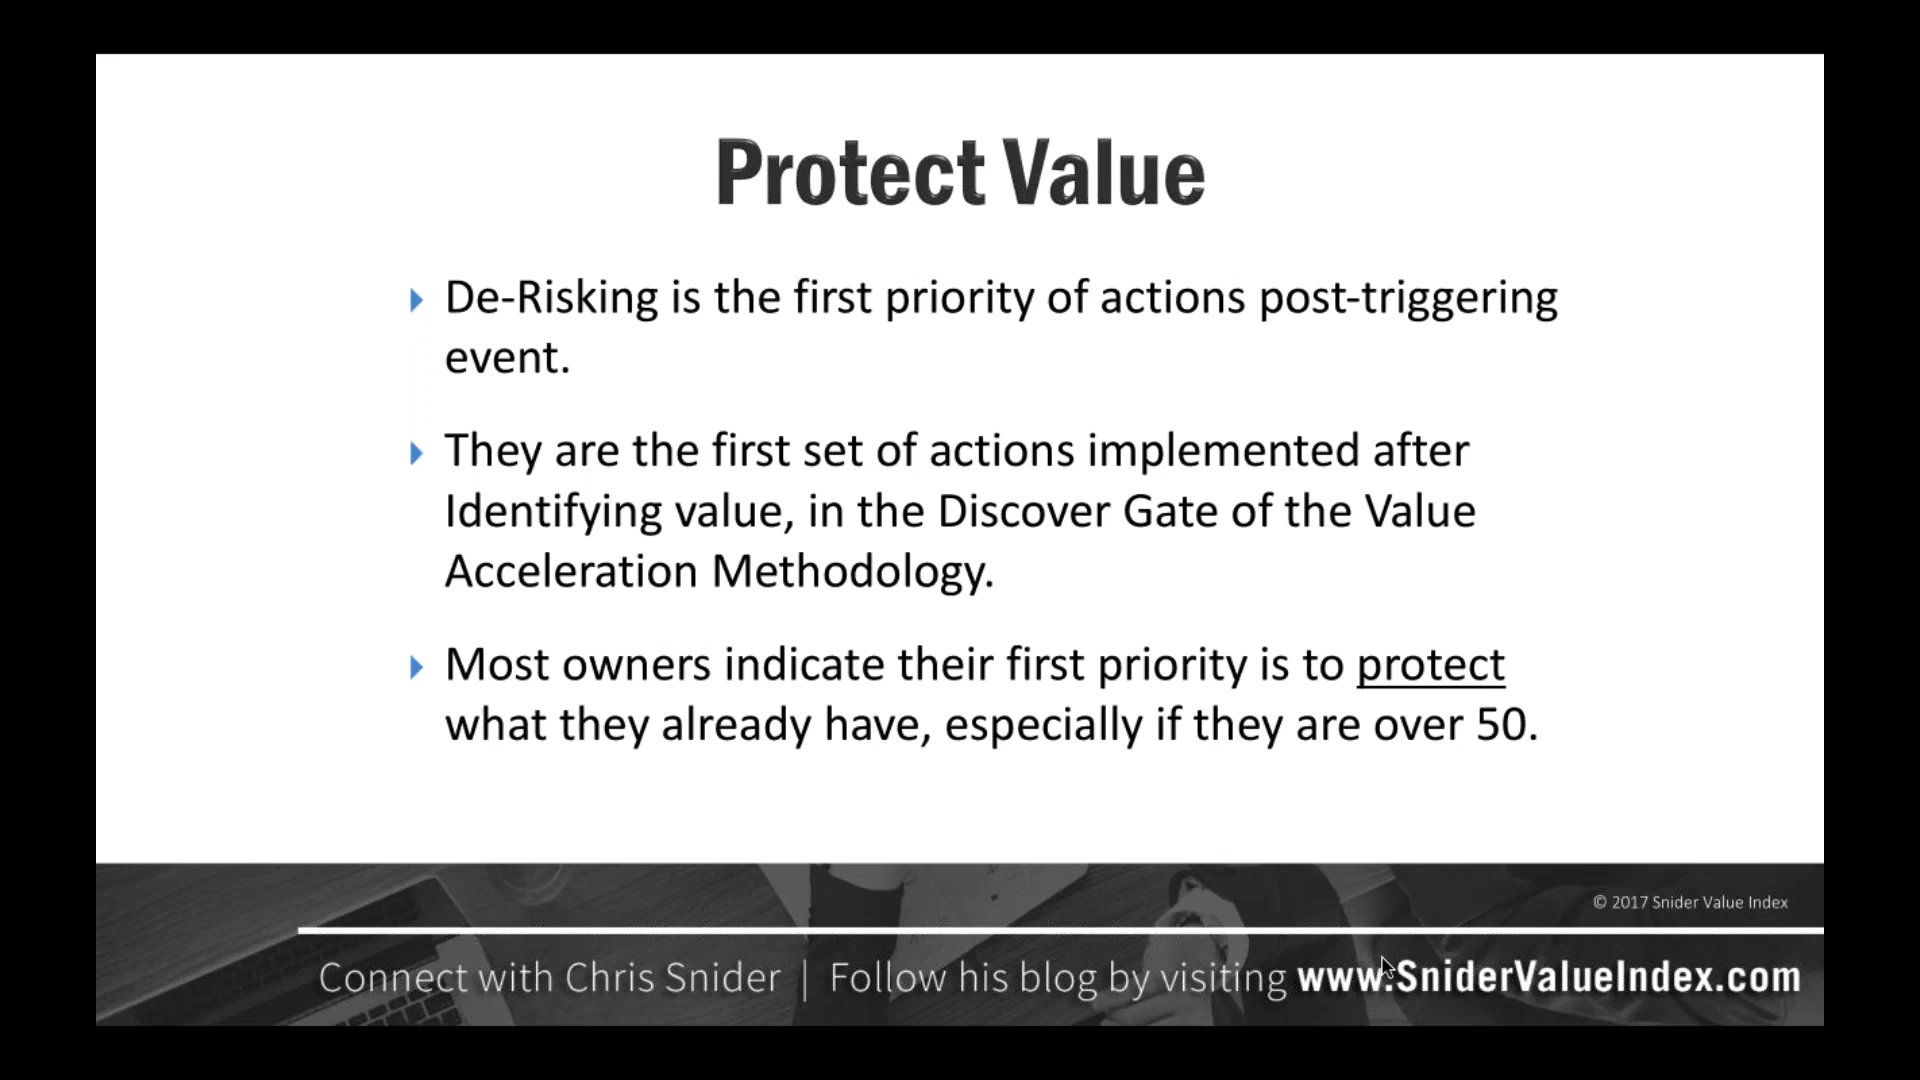 Protect Value
De-Risking is the first priority of actions post-triggering
event.
They are the first set of actions implemented after
Identifying value, in the Discover Gate of the Value
Acceleration Methodology.
Most owners indicate their first priority is to protect
what they already have, especially if they are over 50.
© 2017 Snider Value Index
Connect with Chris Snider | Follow his blog by visiting www.SniderValueIndex.com